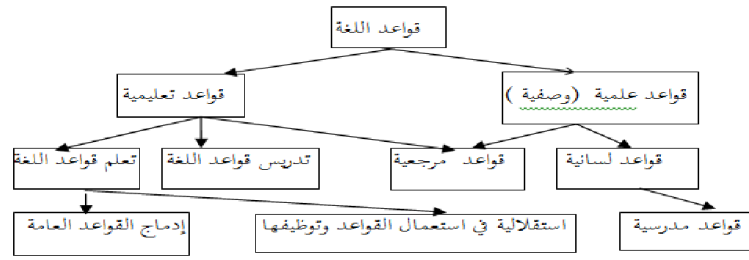 قواعد اللغة
قواعد علمية (وصفية )
قواعد تعليمية
قواعد لسانية
قواعد مرجعية
تدريس قواعد اللغة
تعلم قواعد اللغة
قواعد مدرسية
استقلالية في استعمال القواعد وتوظيفها
إدماج القواعد العامة